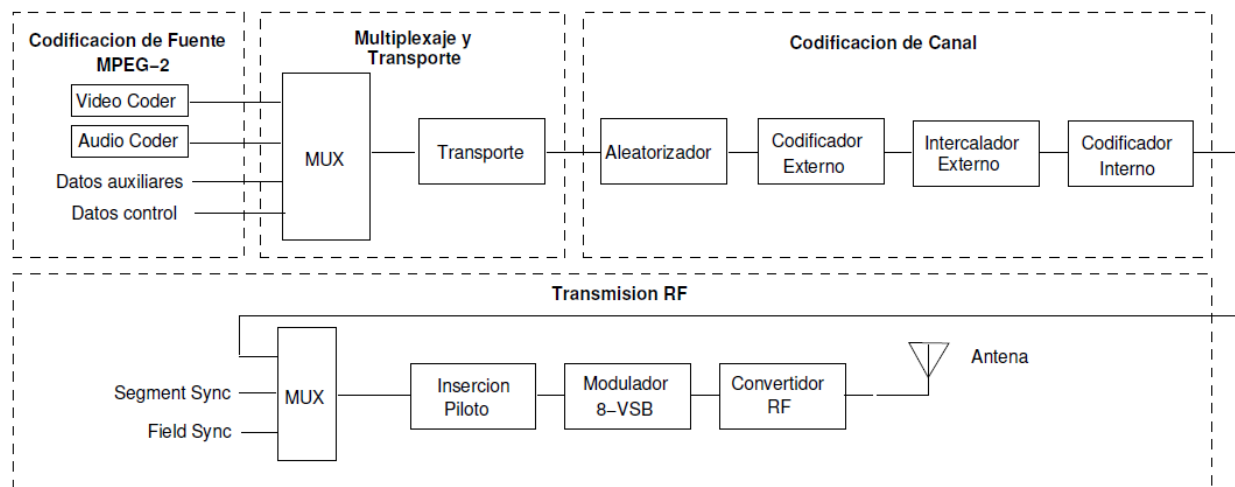 Codificacion de Fuente
MPEG−2
Video Coder
Audio Coder
Datos auxiliares
Datos control
Multiplexaje y
Transporte
MUX
Transporte
Codificacion de Canal
Aleatorizador
Codificador
Externo
Intercalador
Externo
Codificador
Interno
Transmision RF
Segment Sync
Field Sync
MUX
Insercion
Piloto
Modulador
8−VSB
Convertidor
RF
Antena